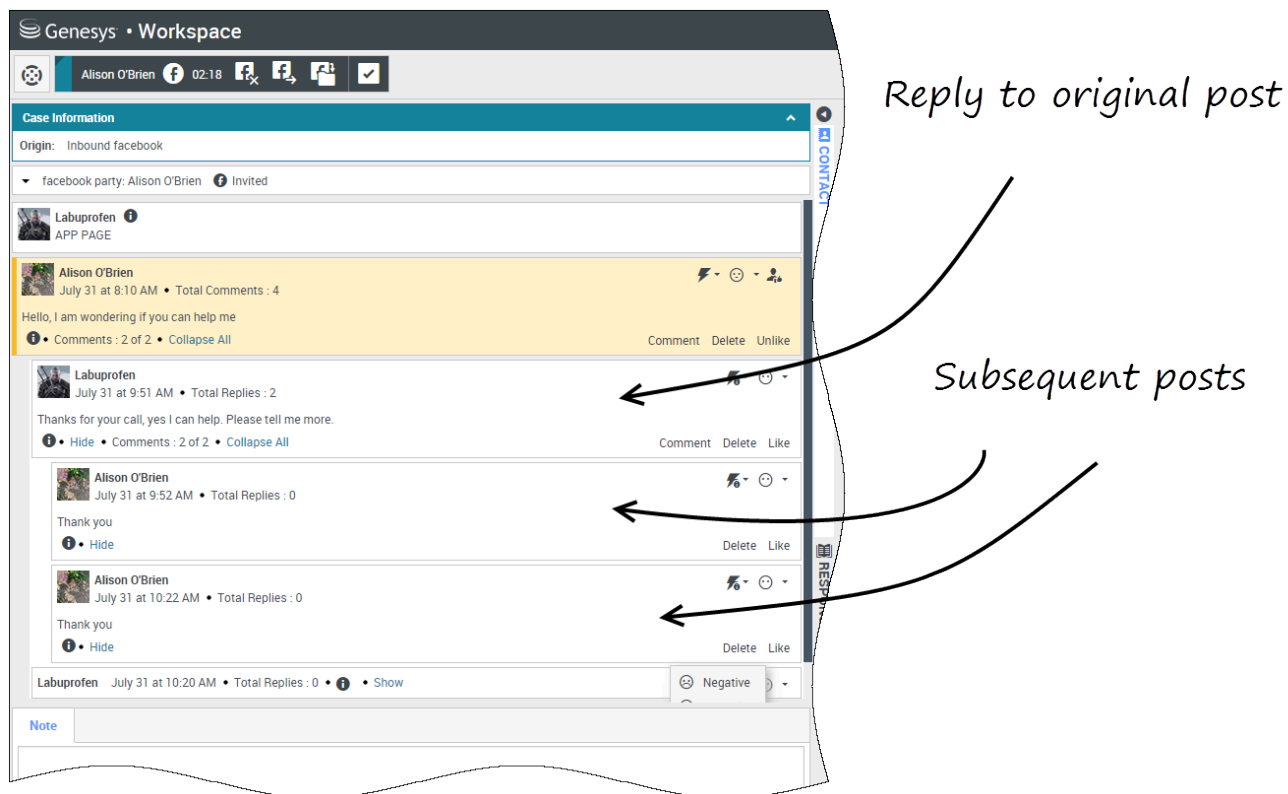 Genesys • Workspace
Alison O'Brien 02:18
Case Information
Origin: Inbound facebook
facebook party: Alison O'Brien Invited
Labuprofen
APP PAGE
Alison O'Brien
July 31 at 8:10 AM • Total Comments : 4
Hello, I am wondering if you can help me
• Comments : 2 of 2 • Collapse All
Comment Delete Unlike
Labuprofen
July 31 at 9:51 AM • Total Replies : 2
Thanks for your call, yes I can help. Please tell me more.
• Hide • Comments : 2 of 2 • Collapse All
Comment Delete Like
Alison O'Brien
July 31 at 9:52 AM • Total Replies : 0
Thank you
• Hide
Delete Like
Alison O'Brien
July 31 at 10:22 AM • Total Replies : 0
Thank you
• Hide
Delete Like
Labuprofen July 31 at 10:20 AM • Total Replies : 0 • • Show
Negative
Note
CONTACT
Reply to original post
Subsequent posts